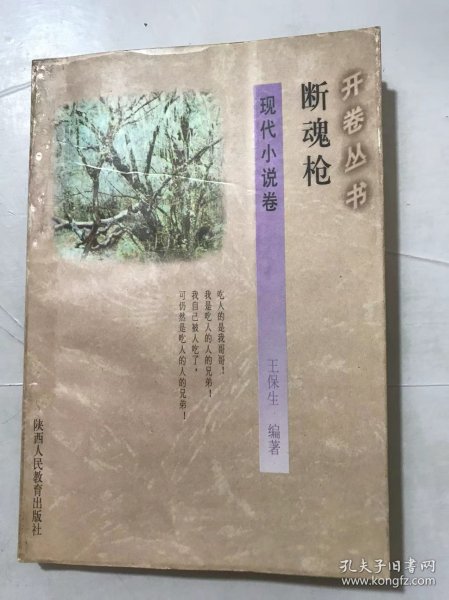 开卷丛书
断魂枪
现代小说卷
王保生 编著
吃人的是我哥哥！
我是吃人的人的兄弟！
我自己被人吃了，
可仍然是吃人的人的兄弟！
陕西人民教育出版社
孔夫子旧书网
www.kongfz.com